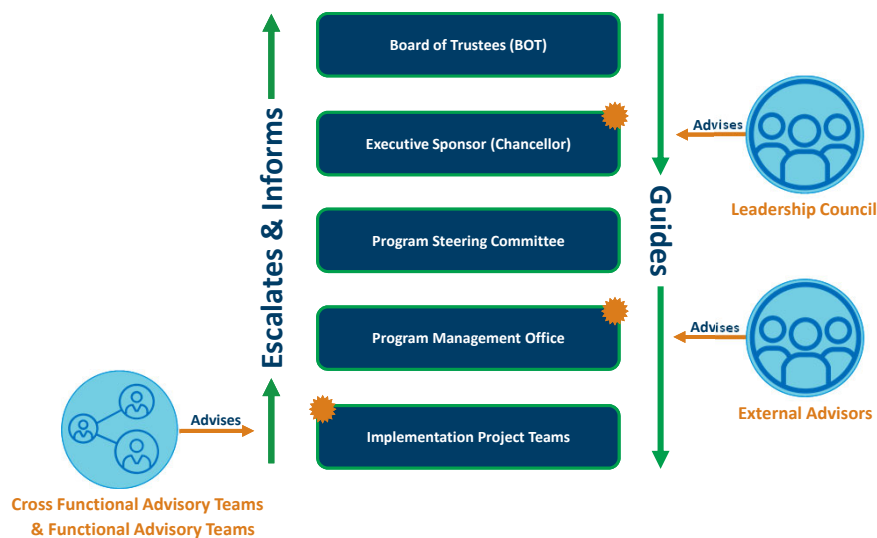 Board of Trustees (BOT)
Executive Sponsor (Chancellor)
Program Steering Committee
Program Management Office
Implementation Project Teams
Escalates & Informs
Guides
Advises
Leadership Council
Advises
External Advisors
Advises
Cross Functional Advisory Teams
& Functional Advisory Teams